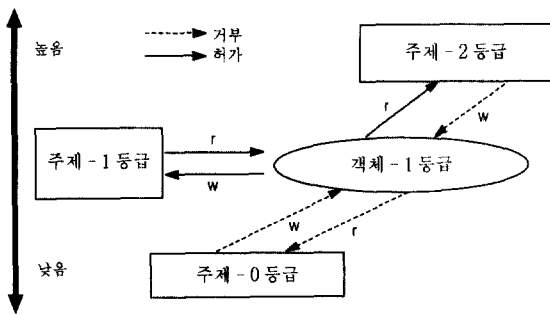 높음
거부
허가
주제 - 2 등급
r
w
주제 - 1 등급
r
w
객체 - 1 등급
w
r
주제 - 0 등급
낮음